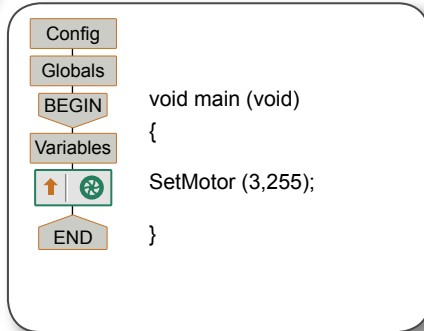 Config
Globals
BEGIN
void main (void)
{
Variables
SetMotor (3,255);
END
}